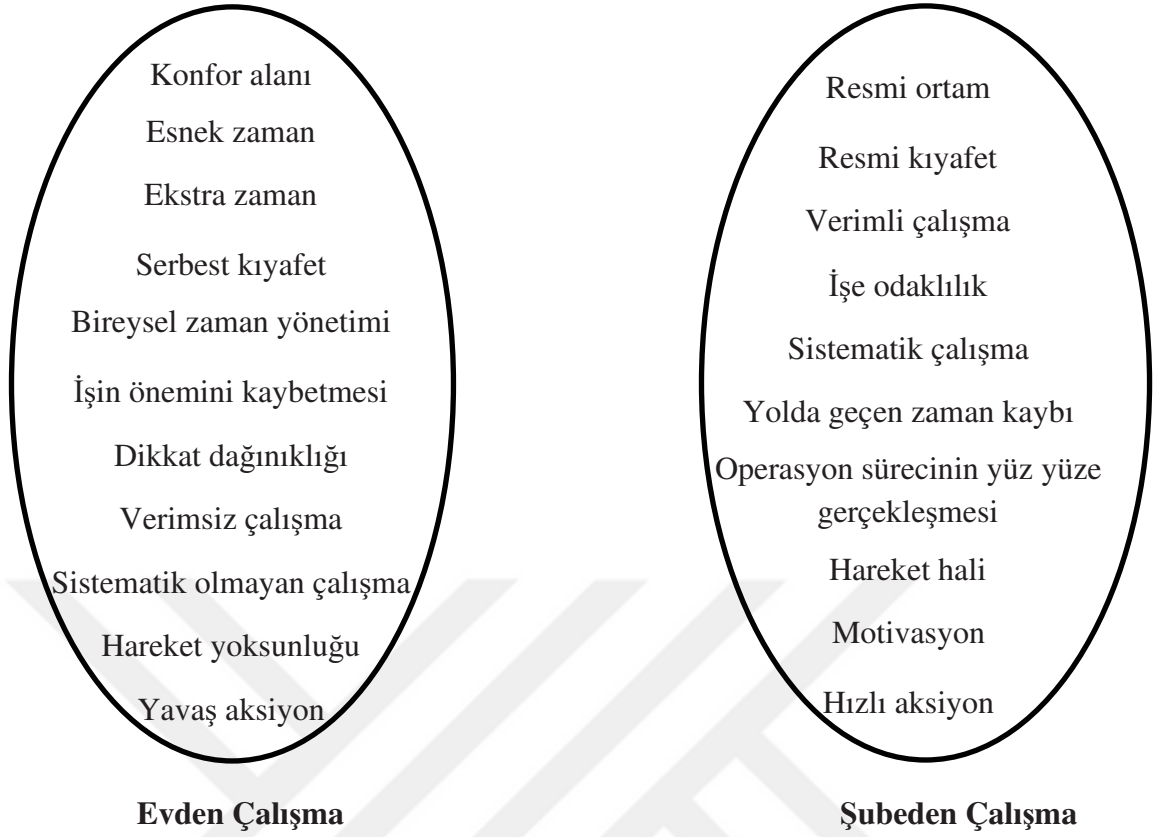 Konfor alanı
Esnek zaman
Ekstra zaman
Serbest kıyafet
Bireysel zaman yönetimi
İşin önemini kaybetmesi
Dikkat dağınıklığı
Verimsiz çalışma
Sistematik olmayan çalışma
Hareket yoksunluğu
Yavaş aksiyon
Evden Çalışma
Resmi ortam
Resmi kıyafet
Verimli çalışma
İşe odaklılık
Sistematik çalışma
Yolda geçen zaman kaybı
Operasyon sürecinin yüz yüze
gerçekleşmesi
Hareket hali
Motivasyon
Hızlı aksiyon
Şubeden Çalışma